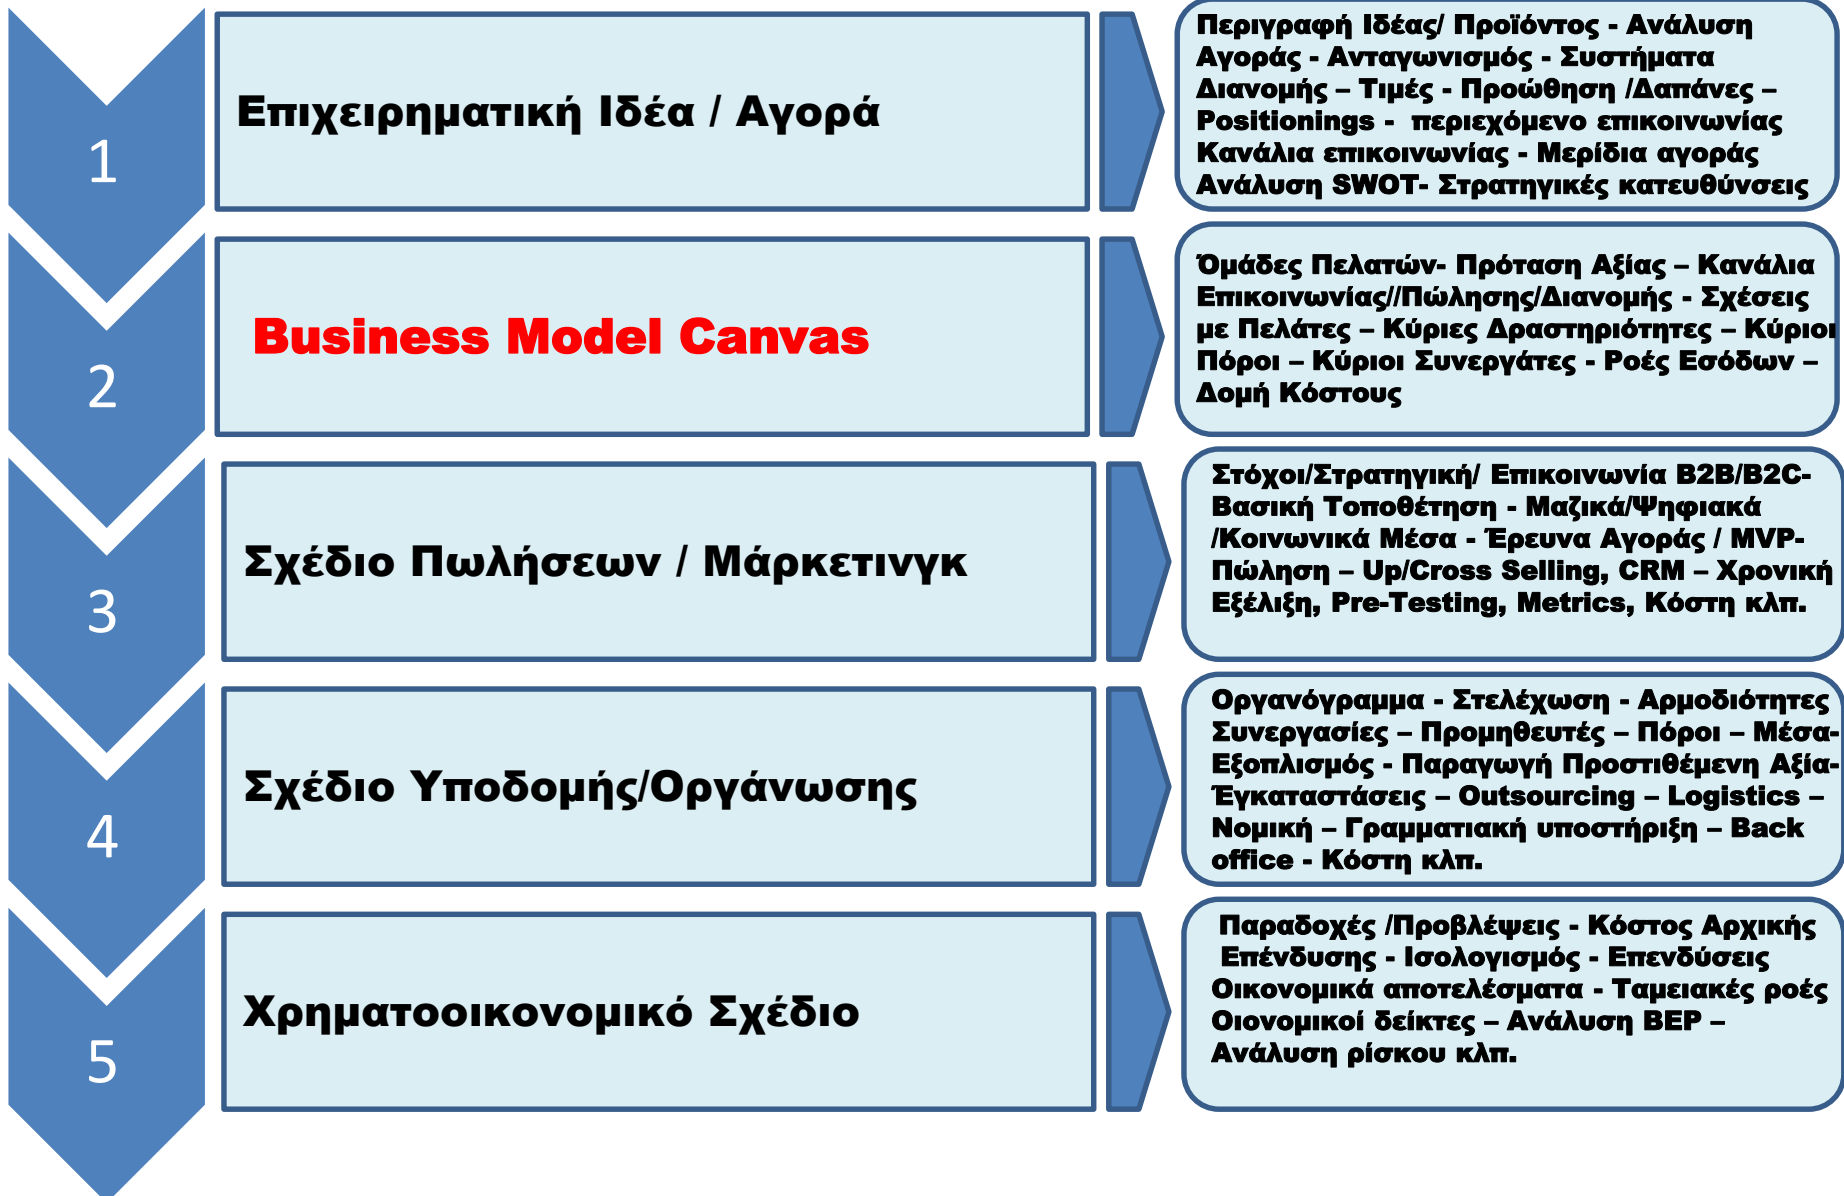 1
Επιχειρηματική Ιδέα / Αγορά
Περιγραφή Ιδέας/ Προϊόντος - Ανάλυση
Αγοράς - Ανταγωνισμός - Συστήματα
Διανομής – Τιμές - Προώθηση /Δαπάνες –
Positionings - περιεχόμενο επικοινωνίας
Κανάλια επικοινωνίας - Μερίδια αγοράς
Ανάλυση SWOT- Στρατηγικές κατευθύνσεις
2
Business Model Canvas
Όμάδες Πελατών- Πρόταση Αξίας – Κανάλια
Επικοινωνίας//Πώλησης/Διανομής - Σχέσεις
με Πελάτες – Κύριες Δραστηριότητες – Κύριοι
Πόροι – Κύριοι Συνεργάτες - Ροές Εσόδων –
Δομή Κόστους
3
Σχέδιο Πωλήσεων / Μάρκετινγκ
Στόχοι/Στρατηγική/ Επικοινωνία B2B/B2C-
Βασική Τοποθέτηση - Μαζικά/Ψηφιακά
/Κοινωνικά Μέσα - Έρευνα Αγοράς / MVP-
Πώληση – Up/Cross Selling, CRM – Χρονική
Εξέλιξη, Pre-Testing, Metrics, Κόστη κλπ.
4
Σχέδιο Υποδομής/Οργάνωσης
Οργανόγραμμα - Στελέχωση - Αρμοδιότητες
Συνεργασίες – Προμηθευτές – Πόροι – Μέσα-
Εξοπλισμός - Παραγωγή Προστιθέμενη Αξία-
Έγκαταστάσεις – Outsourcing – Logistics –
Νομική – Γραμματιακή υποστήριξη – Back
office - Κόστη κλπ.
5
Χρηματοοικονομικό Σχέδιο
Παραδοχές /Προβλέψεις - Κόστος Αρχικής
Επένδυσης - Ισολογισμός - Επενδύσεις
Οικονομικά αποτελέσματα - Ταμειακές ροές
Οιονομικοί δείκτες – Ανάλυση BEP –
Ανάλυση ρίσκου κλπ.